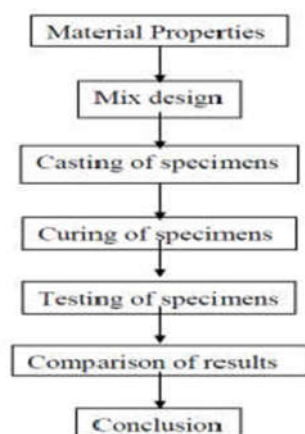 Material Properties
Mix design
Casting of specimens
Curing of specimens
Testing of specimens
Comparison of results
Conclusion